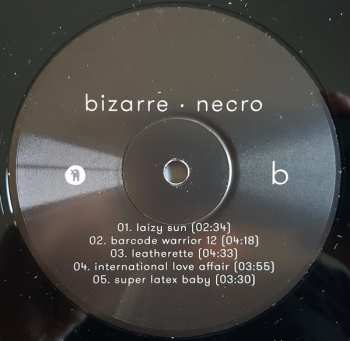 bizarre · necro
b
01. laizy sun (02:34)
02. barcode warrior 12 (04:18)
03. leatherette (04:33)
04. international love affair (03:55)
05. super latex baby (03:30)